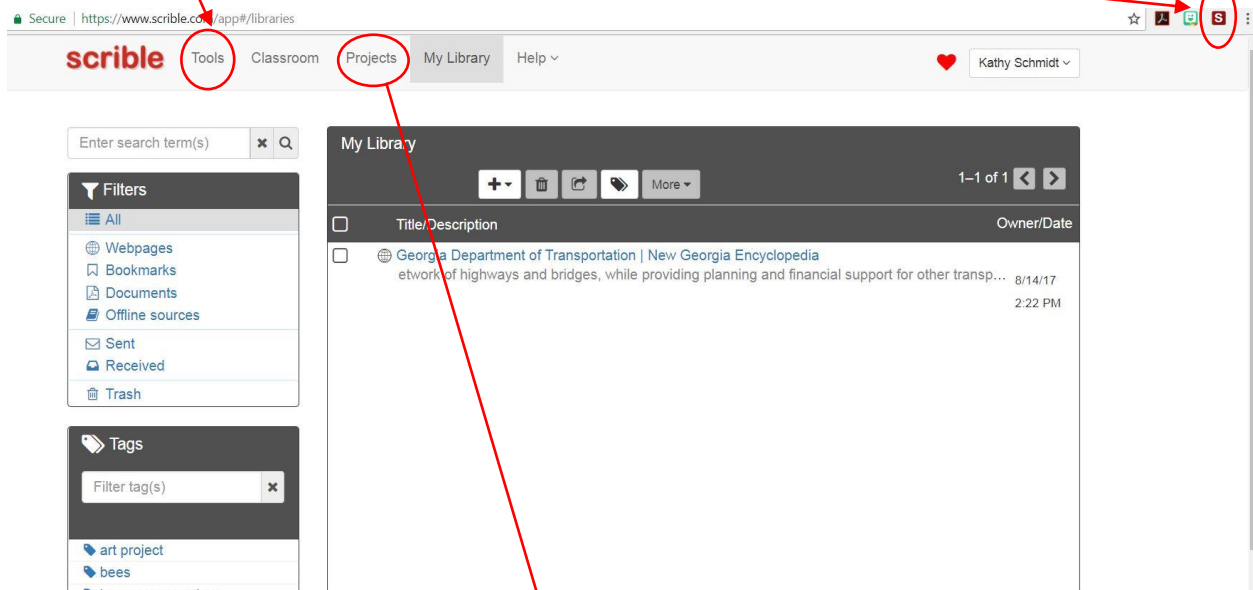 Secure | https://www.scrible.com/app#/libraries
S
scrible Tools Classroom Projects My Library Help
Kathy Schmidt
Enter search term(s)
My Library
More
1–1 of 1
Filters
All
Title/Description Owner/Date
Webpages
Bookmarks
Documents
Offline sources
Sent
Received
Trash
Georgia Department of Transportation | New Georgia Encyclopedia
etwork of highways and bridges, while providing planning and financial support for other transp... 8/14/17
2:22 PM
Tags
Filter tag(s)
art project
bees